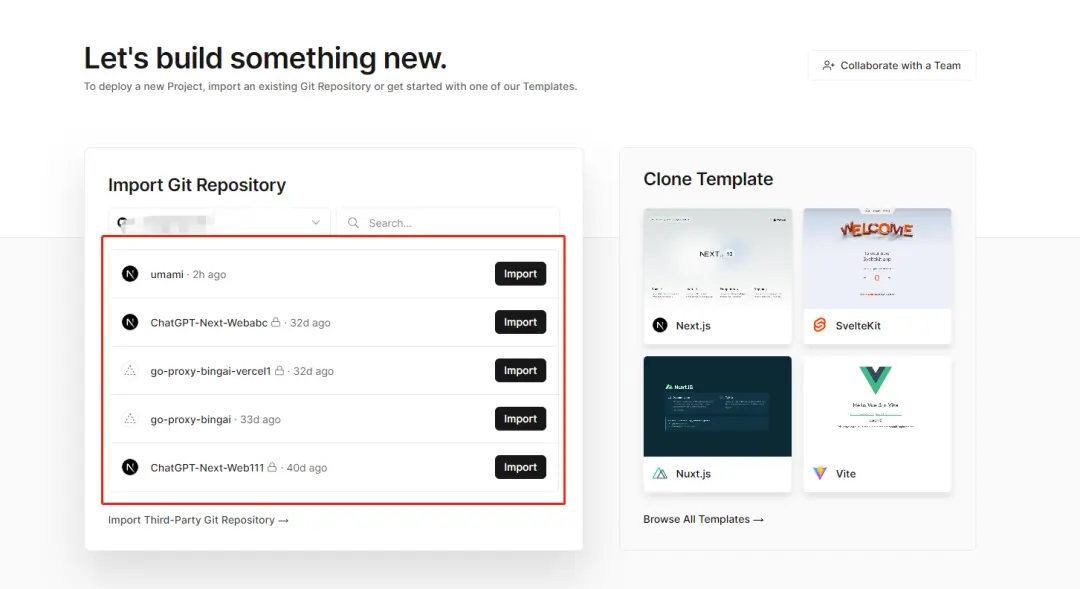 Let's build something new.
To deploy a new Project, import an existing Git Repository or get started with one of our Templates.
Collaborate with a Team
Import Git Repository
Search...
umami · 2h ago
Import
ChatGPT-Next-Webabc · 32d ago
Import
go-proxy-bingai-vercel1 · 32d ago
Import
go-proxy-bingai · 33d ago
Import
ChatGPT-Next-Web111 · 40d ago
Import
Import Third-Party Git Repository →
Clone Template
NEXT 13
Next.js
WELCOME
0
SvelteKit
NuxtJS
Nuxt.js
Hello Vue 3 + Vite
Vite
Browse All Templates →